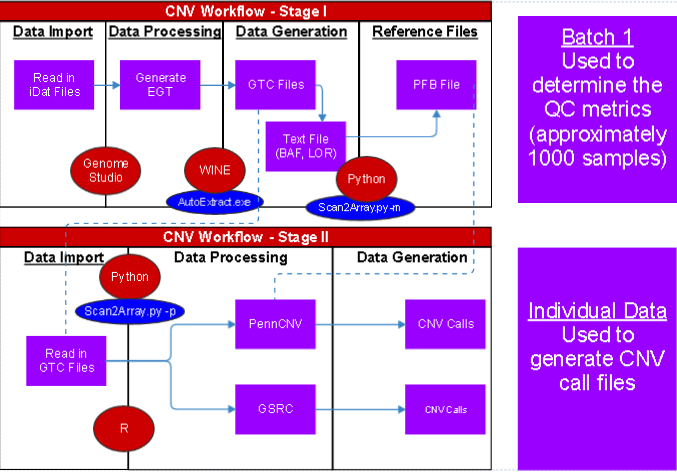 CNV Workflow - Stage I
Data Import
Data Processing
Data Generation
Reference Files
Read in
iDat Files
Generate
EGT
GTC Files
PFB File
Text File
(BAF, LOR)
Genome
Studio
WINE
AutoExtract.exe
Python
Scan2Array.py-m
Batch 1
Used to
determine the
QC metrics
(approximately
1000 samples)
CNV Workflow - Stage II
Data Import
Data Processing
Data Generation
Python
Scan2Array.py -p
Read in
GTC Files
PennCNV
CNV Calls
GSRC
CNV Calls
R
Individual Data
Used to
generate CNV
call files